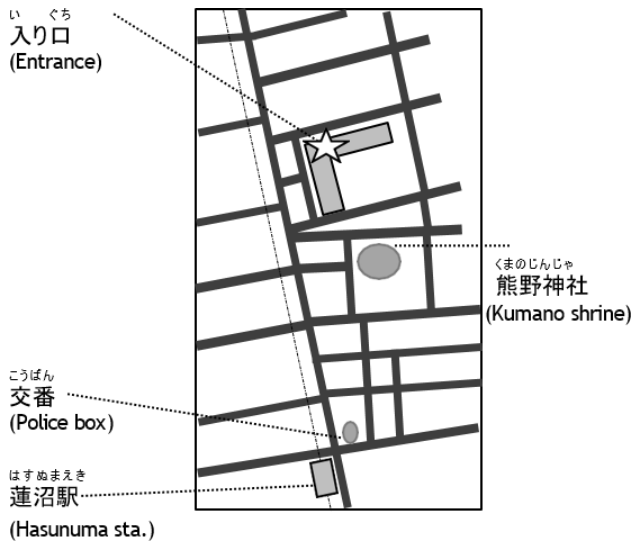 い ぐち
入り口
(Entrance)
くまのじんじゃ
熊野神社
(Kumano shrine)
こうばん
交番
(Police box)
はすぬまえき
蓮沼駅
(Hasunuma sta.)